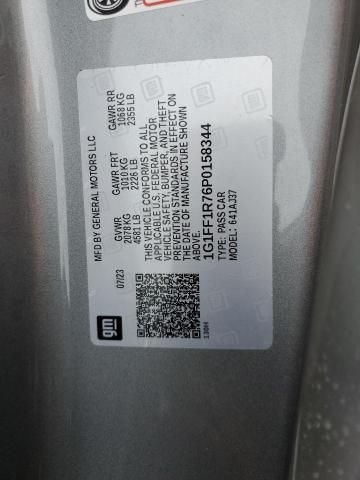 MFD BY GENERAL MOTORS LLC
07/23
GVWR
2078 KG
4581 LB
GAWR FRT
1010 KG
2226 LB
GAWR RR
1068 KG
2355 LB
THIS VEHICLE CONFORMS TO ALL
APPLICABLE U.S. FEDERAL MOTOR
VEHICLE SAFETY, BUMPER, AND THEFT
PREVENTION STANDARDS IN EFFECT ON
THE DATE OF MANUFACTURE SHOWN
ABOVE.
1G1FF1R76P0158344
TYPE: PASS CAR
MODEL: 641AJ37
gm